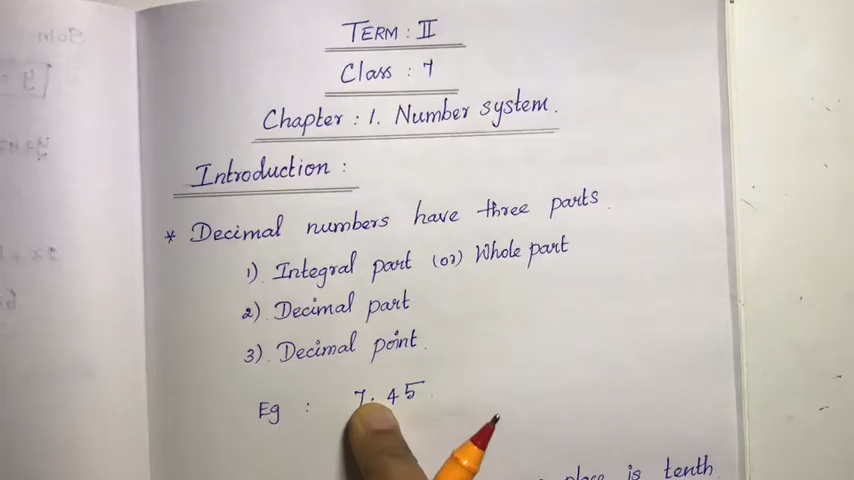 TERM : II
Class : 7
Chapter : 1. Number system.
Introduction :
* Decimal numbers have three parts.
1) Integral part (or) Whole part
2) Decimal part
3) Decimal point.
Eg : 7.45.
place is tenth